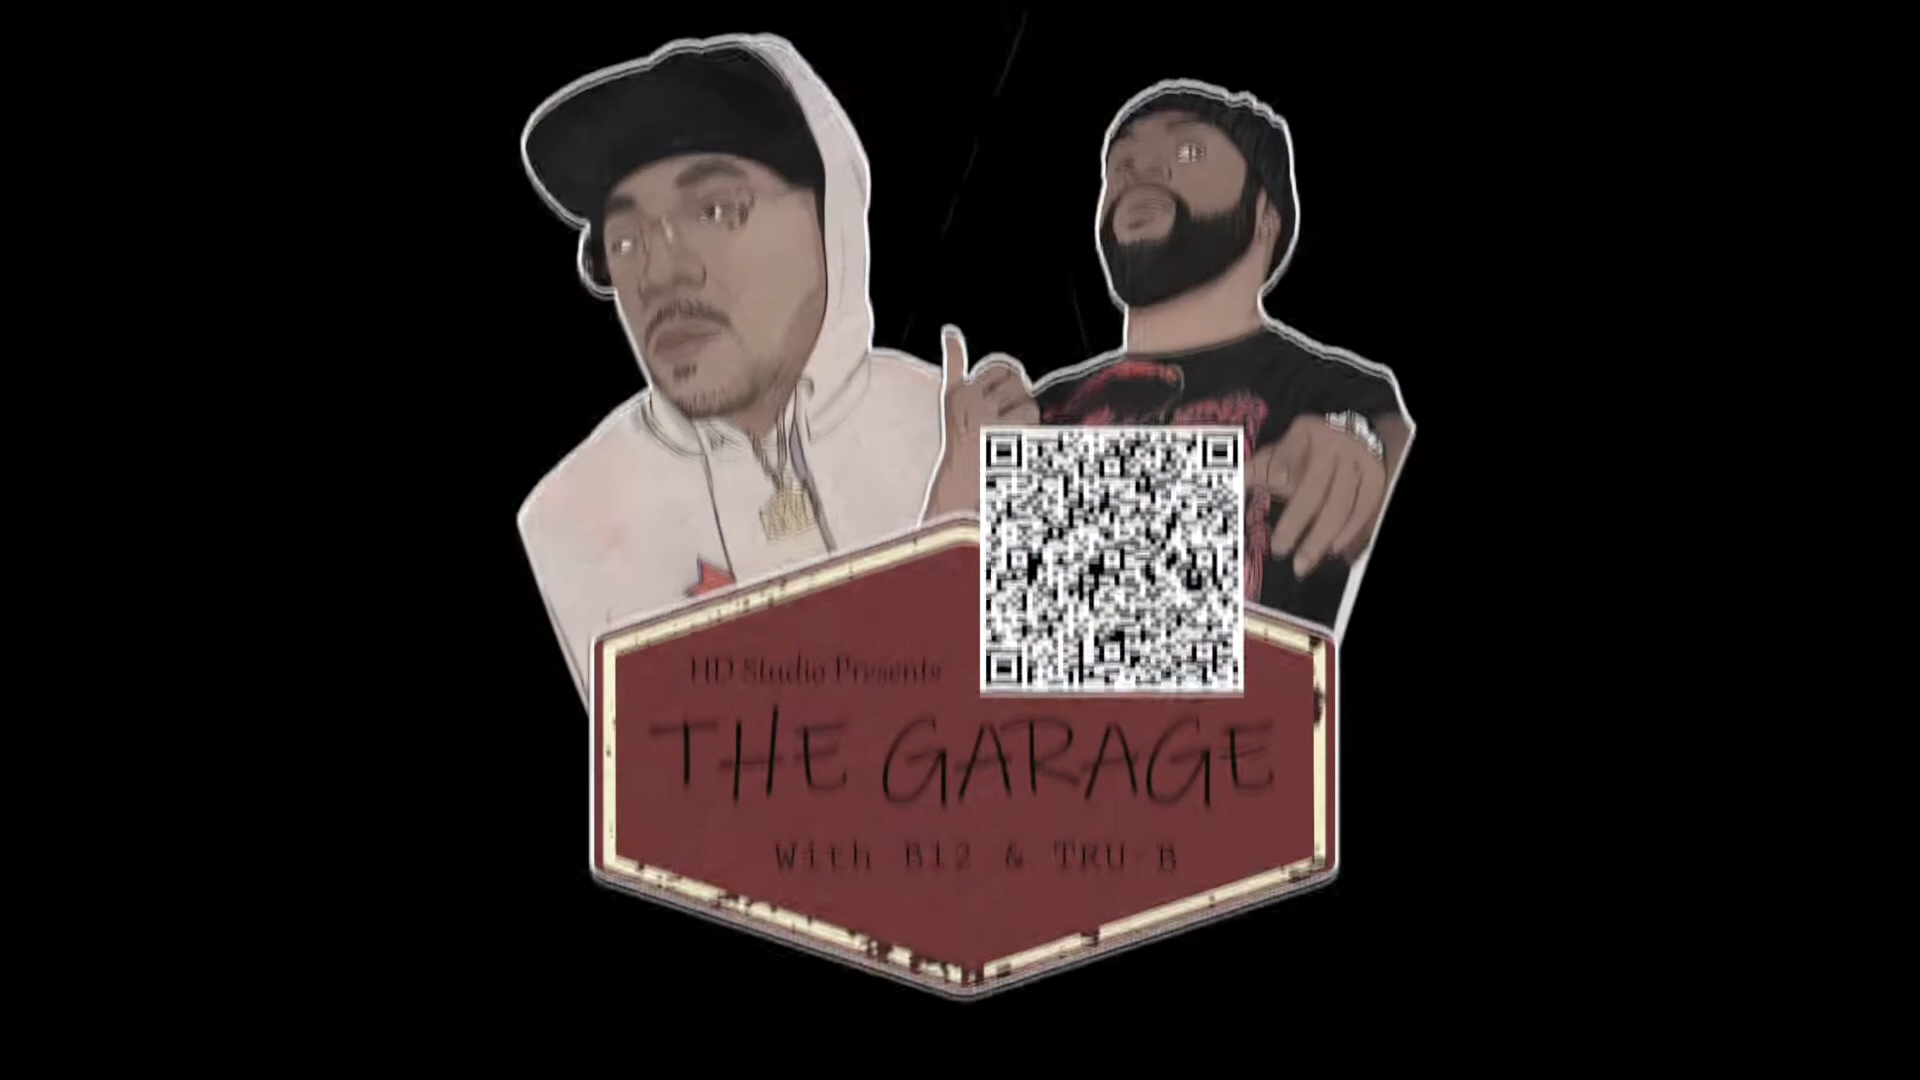 HD Studio Presents
THE GARAGE
With B12 & TRU-B